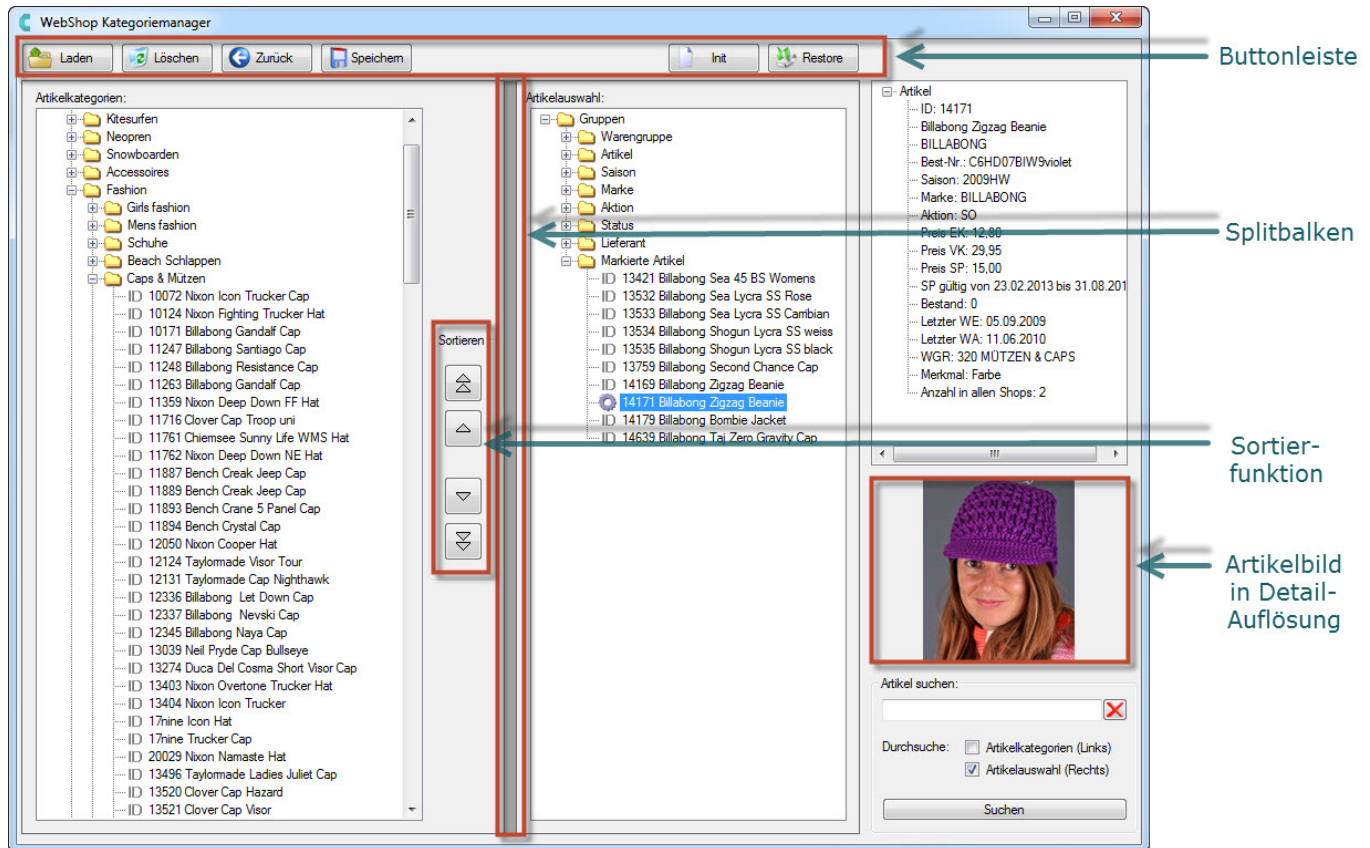 WebShop Kategoriemanager
Laden
Löschen
Zurück
Speichern
Init
Restore
Buttonleiste
Artikelkategorien:
Kitesurfen
Neopren
Snowboarden
Accessoires
Fashion
Girls fashion
Mens fashion
Schuhe
Beach Schlappen
Caps & Mützen
ID 10072 Nixon Icon Trucker Cap
ID 10124 Nixon Fighting Trucker Hat
ID 10171 Billabong Gandalf Cap
ID 11247 Billabong Santiago Cap
ID 11248 Billabong Resistance Cap
ID 11263 Billabong Gandalf Cap
ID 11359 Nixon Deep Down FF Hat
ID 11716 Clover Cap Troop uni
ID 11761 Chiemsee Sunny Life WMS Hat
ID 11762 Nixon Deep Down NE Hat
ID 11887 Bench Creak Jeep Cap
ID 11889 Bench Creak Jeep Cap
ID 11893 Bench Crane 5 Panel Cap
ID 11894 Bench Crystal Cap
ID 12050 Nixon Cooper Hat
ID 12124 Taylormade Visor Tour
ID 12131 Taylormade Cap Nighthawk
ID 12336 Billabong Let Down Cap
ID 12337 Billabong Nevski Cap
ID 12345 Billabong Naya Cap
ID 13039 Neil Pryde Cap Bullseye
ID 13274 Duca Del Cosma Short Visor Cap
ID 13403 Nixon Overtone Trucker Hat
ID 13404 Nixon Icon Trucker
ID 17nine Icon Hat
ID 17nine Trucker Cap
ID 20029 Nixon Namaste Hat
ID 13496 Taylormade Ladies Juliet Cap
ID 13520 Clover Cap Hazard
ID 13521 Clover Cap Visor
Sortieren
Artikelauswahl:
Gruppen
Warengruppe
Artikel
Saison
Marke
Aktion
Status
Lieferant
Markierte Artikel
ID 13421 Billabong Sea 45 BS Womens
ID 13532 Billabong Sea Lycra SS Rose
ID 13533 Billabong Sea Lycra SS Cambian
ID 13534 Billabong Shogun Lycra SS weiss
ID 13535 Billabong Shogun Lycra SS black
ID 13759 Billabong Second Chance Cap
ID 14169 Billabong Zigzag Beanie
14171 Billabong Zigzag Beanie
ID 14179 Billabong Bombie Jacket
ID 14639 Billabong Taj Zero Gravity Cap
Artikel
ID: 14171
Billabong Zigzag Beanie
BILLABONG
Best-Nr.: C6HD07BIW9violet
Saison: 2009HW
Marke: BILLABONG
Aktion: SO
Preis EK: 12,80
Preis VK: 29,95
Preis SP: 15,00
SP gültig von 23.02.2013 bis 31.08.201
Bestand: 0
Letzter WE: 05.09.2009
Letzter WA: 11.06.2010
WGR: 320 MÜTZEN & CAPS
Merkmal: Farbe
Anzahl in allen Shops: 2
Splitbalken
Sortier-
funktion
Artikelbild
in Detail-
Auflösung
Artikel suchen:
Durchsuche:
Artikelkategorien (Links)
Artikelauswahl (Rechts)
Suchen